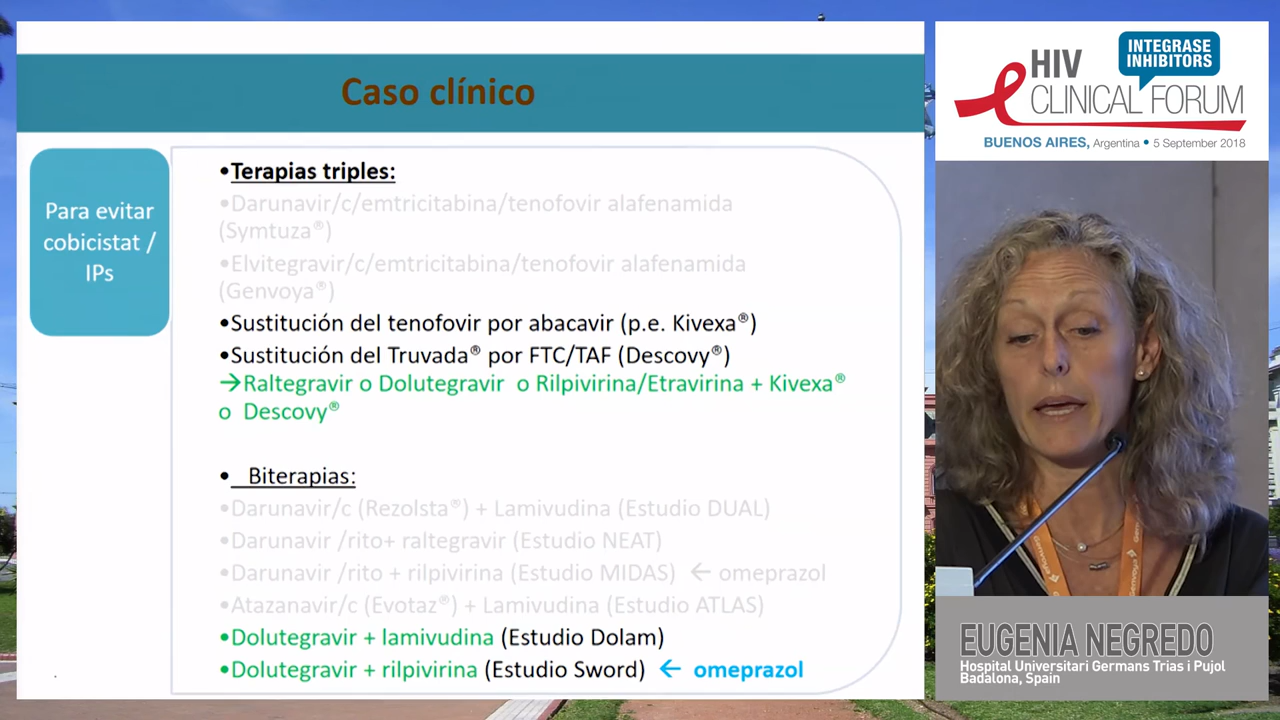 Caso clínico
Para evitar
cobicistat /
IPs
•Terapias triples:
•Darunavir/c/emtricitabina/tenofovir alafenamida
(Symtuza®)
•Elvitegravir/c/emtricitabina/tenofovir alafenamida
(Genvoya®)
•Sustitución del tenofovir por abacavir (p.e. Kivexa®)
•Sustitución del Truvada® por FTC/TAF (Descovy®)
→Raltegravir o Dolutegravir o Rilpivirina/Etravirina + Kivexa®
o Descovy®
• Biterapias:
•Darunavir/c (Rezolsta®) + Lamivudina (Estudio DUAL)
•Darunavir /rito+ raltegravir (Estudio NEAT)
•Darunavir /rito + rilpivirina (Estudio MIDAS) ← omeprazol
•Atazanavir/c (Evotaz®) + Lamivudina (Estudio ATLAS)
•Dolutegravir + lamivudina (Estudio Dolam)
•Dolutegravir + rilpivirina (Estudio Sword) ← omeprazol
INTEGRASE
INHIBITORS
HIV
CLINICAL FORUM
BUENOS AIRES, Argentina • 5 September 2018
Genvoya®
EUGENIA NEGREDO
Hospital Universitari Germans Trias i Pujol
Badalona, Spain